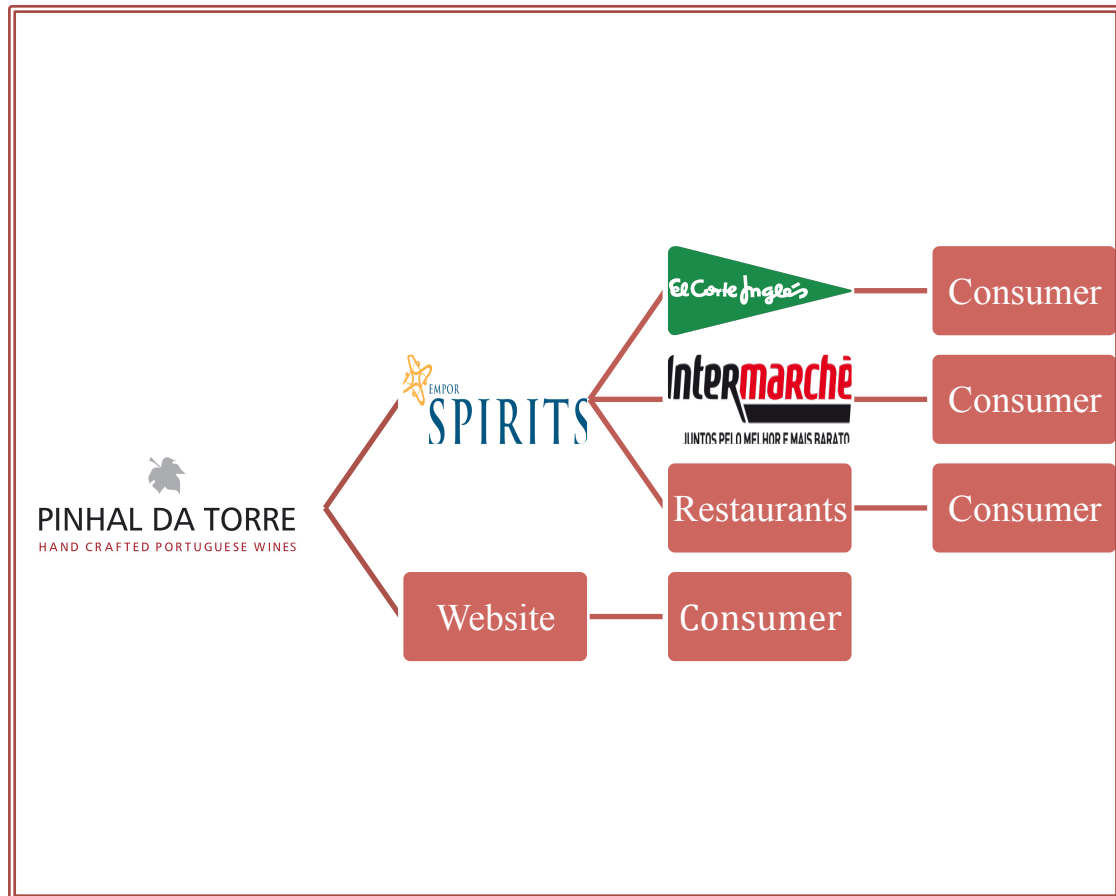 El Corte Inglés
Consumer
Intermarchè
JUNTOS PELO MELHOR E MAIS BARATO
Consumer
EMPOR
SPIRITS
Restaurants
Consumer
PINHAL DA TORRE
HAND CRAFTED PORTUGUESE WINES
Website
Consumer